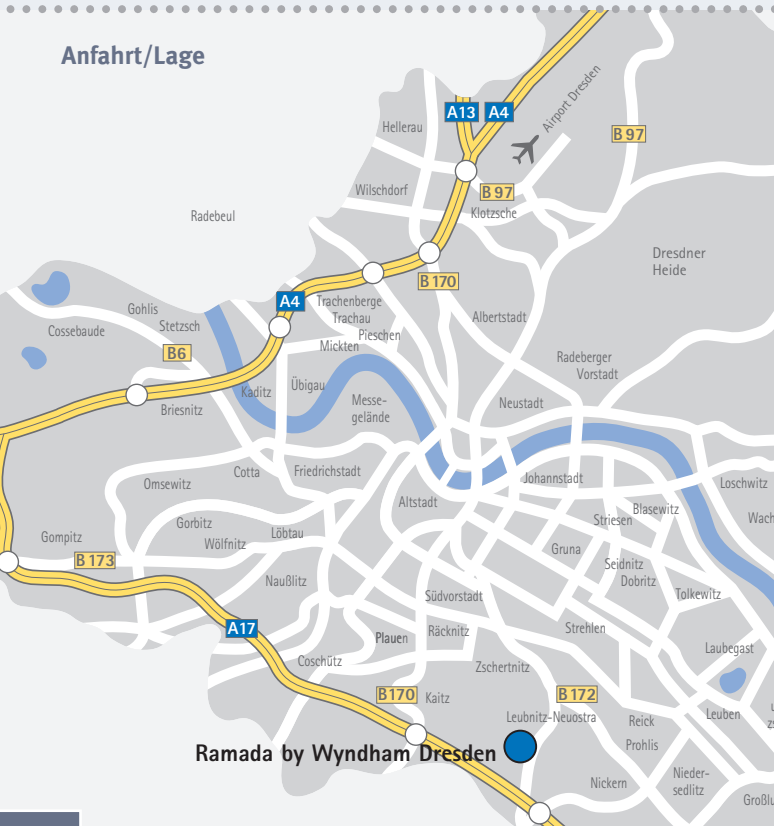 Anfahrt/Lage
A13
A4
Airport Dresden
Hellerau
B 97
Wilschdorf
B 97
Klotzsche
Radebeul
Dresdner
Heide
B 170
A4
Trachenberge
Trachau
Pieschen
Mickten
Albertstadt
Gohlis
Stetzsch
Cossebaude
B6
Radeberger
Vorstadt
Kaditz
Übigau
Messe-
gelände
Neustadt
Briesnitz
Cotta
Friedrichstadt
Omsewitz
Johannstadt
Loschwitz
Altstadt
Blasewitz
Striesen
Wach
Gorbitz
Löbtau
Gompitz
Wölfnitz
Gruna
B 173
Seidnitz
Dobritz
Naußlitz
Tolkewitz
Südvorstadt
A17
Räcknitz
Strehlen
Plauen
Laubegast
Coschütz
Zschertnitz
B170
Kaitz
B 172
Leubnitz-Neuostra
Reick
Leuben
Prohlis
Ramada by Wyndham Dresden
Nickern
Nieder-
sedlitz
Großlu